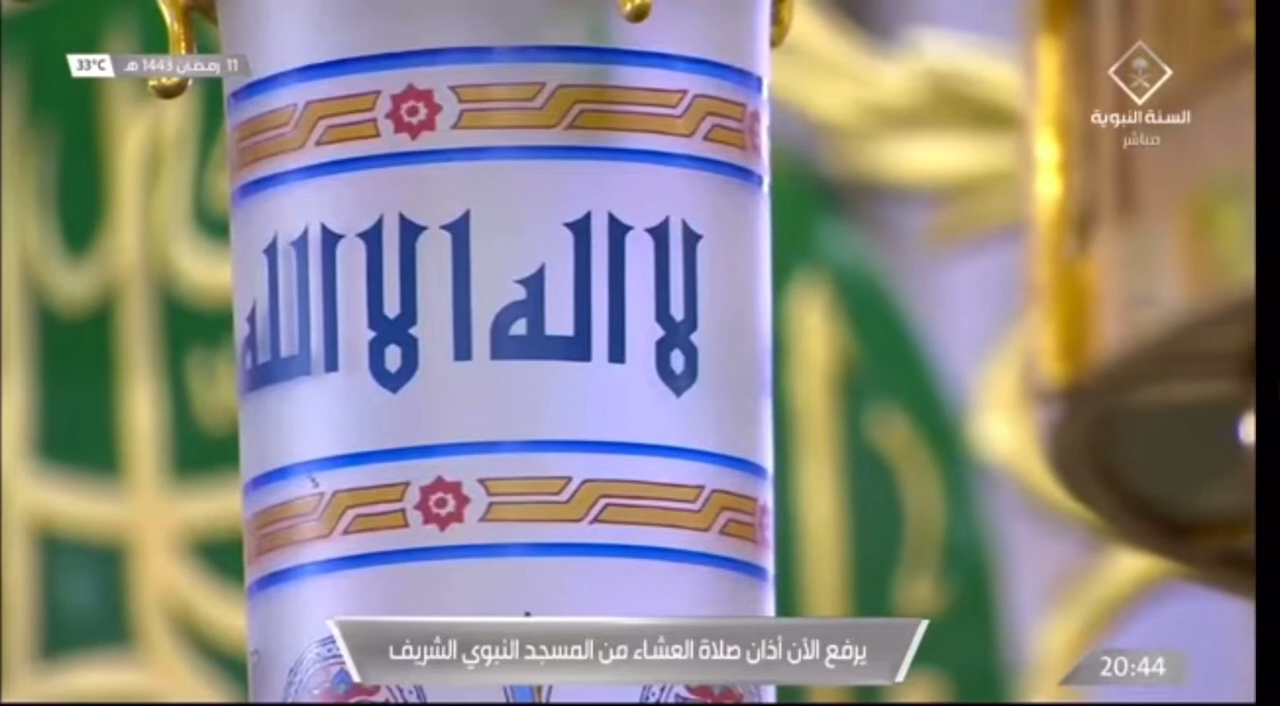 33°C
11 رمضان 1443 هـ
السنة النبوية
مباشر
لا اله الا الله
يرفع الآن أذان صلاة العشاء من المسجد النبوي الشريف
20:44